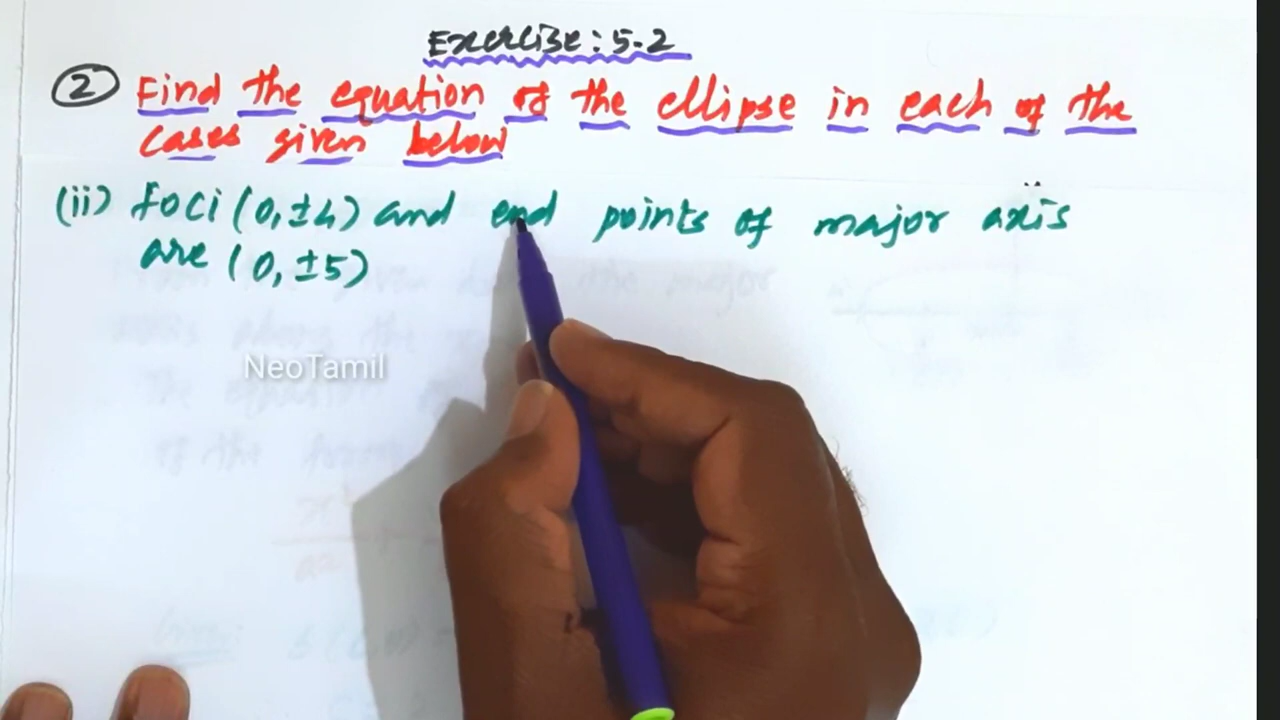 Exercise: 5.2
② Find the equation of the ellipse in each of the
cases given below
(ii) foci (0, ±4) and end points of major axis
are (0, ±5)
NeoTamil